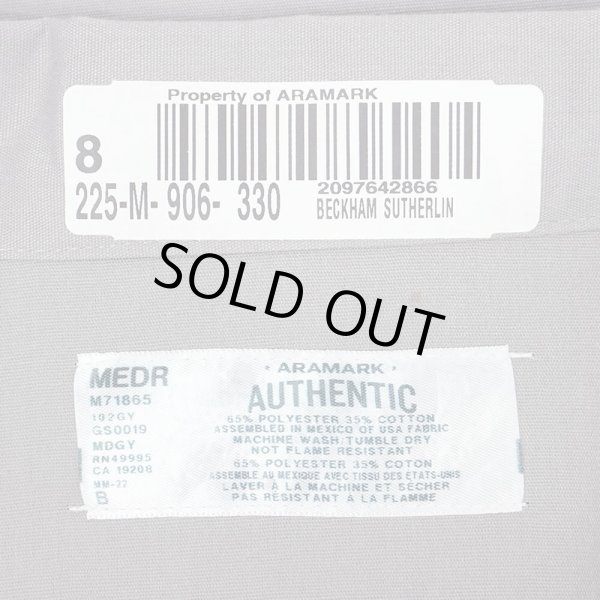 Property of ARAMARK
8
2097642866
225-M- 906- 330 BECKHAM SUTHERLIN
SOLD OUT
MEDR
M71865
102GY
GS0019
MDGY
RN49995
CA 19208
MM-22
B
· ARAMARK ·
AUTHENTIC
65% POLYESTER 35% COTTON
ASSEMBLED IN MEXICO OF USA FABRIC
MACHINE WASH/TUMBLE DRY
NOT FLAME RESISTANT
65% POLYESTER 35% COTON
ASSEMBLE AU MEXIQUE AVEC TISSU DES ETATS-UNIS
LAVER À LA MACHINE ET SÉCHER
PAS RÉSISTANT À LA FLAMME